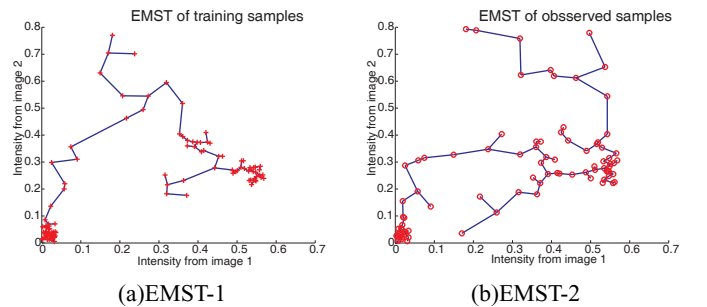 EMST of training samples
0.8
0.7
0.6
0.5
0.4
0.3
0.2
0.1
0
Intensity from image 2
0 0.1 0.2 0.3 0.4 0.5 0.6 0.7
Intensity from image 1
(a)EMST-1
EMST of obsserved samples
0.8
0.7
0.6
0.5
0.4
0.3
0.2
0.1
0
Intensity from image 2
0 0.1 0.2 0.3 0.4 0.5 0.6 0.7
Intensity from image 1
(b)EMST-2